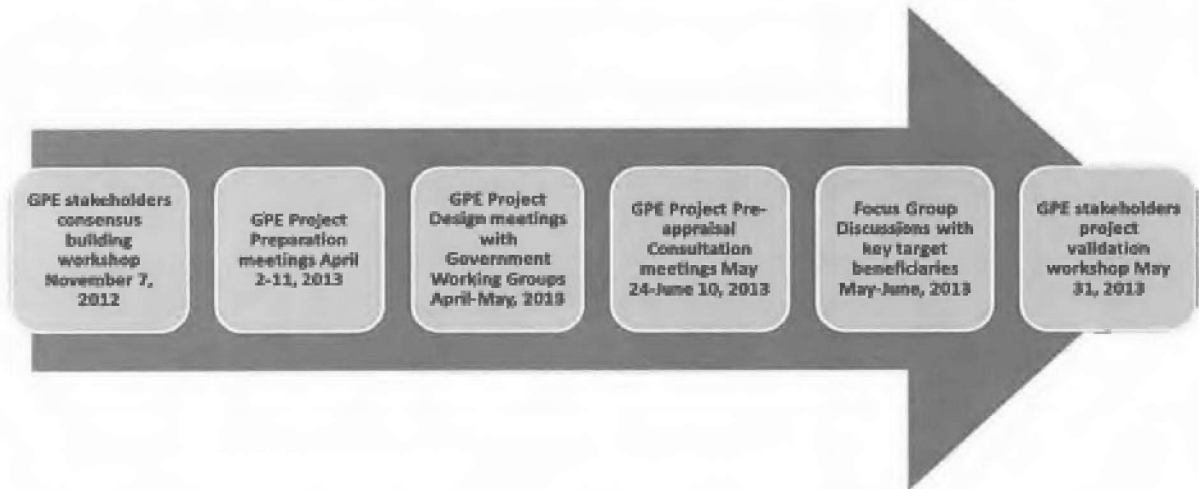 GPE stakeholders
consensus
building
workshop
November 7,
2012
GPE Project
Preparation
meetings April
2-11, 2013
GPE Project
Design meetings
with
Government
Working Groups
April-May, 2013
GPE Project Pre-
appraisal
Consultation
meetings May
24-June 10, 2013
Focus Group
Discussions with
key target
beneficiaries
May-June, 2013
GPE stakeholders
project
validation
workshop May
31, 2013